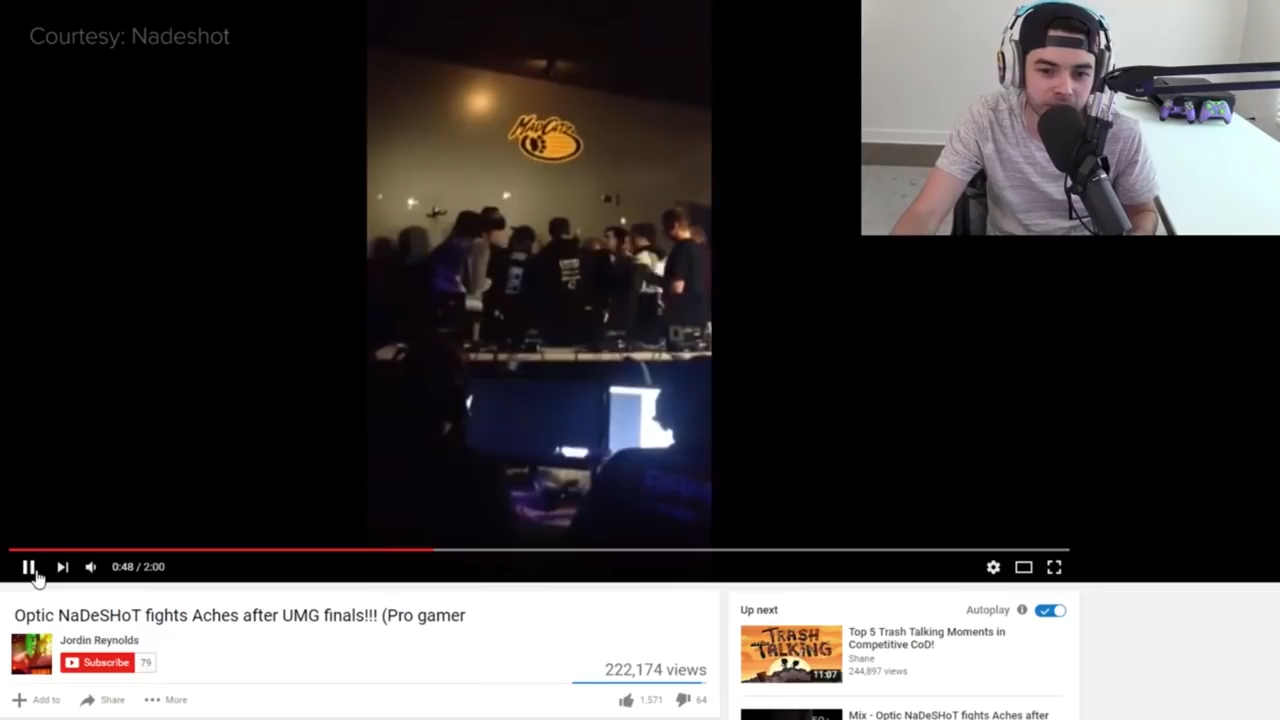 Courtesy: Nadeshot
MADCATZ
0:48 / 2:00
Optic NaDeSHoT fights Aches after UMG finals!!! (Pro gamer
Jordin Reynolds
Subscribe
79
222,174 views
Add to
Share
More
1,571
64
Up next
Autoplay
TRASH
TALKING
11:07
Top 5 Trash Talking Moments in
Competitive CoD!
Shane
244,897 views
Mix - Optic NaDeSHoT fights Aches after
50+